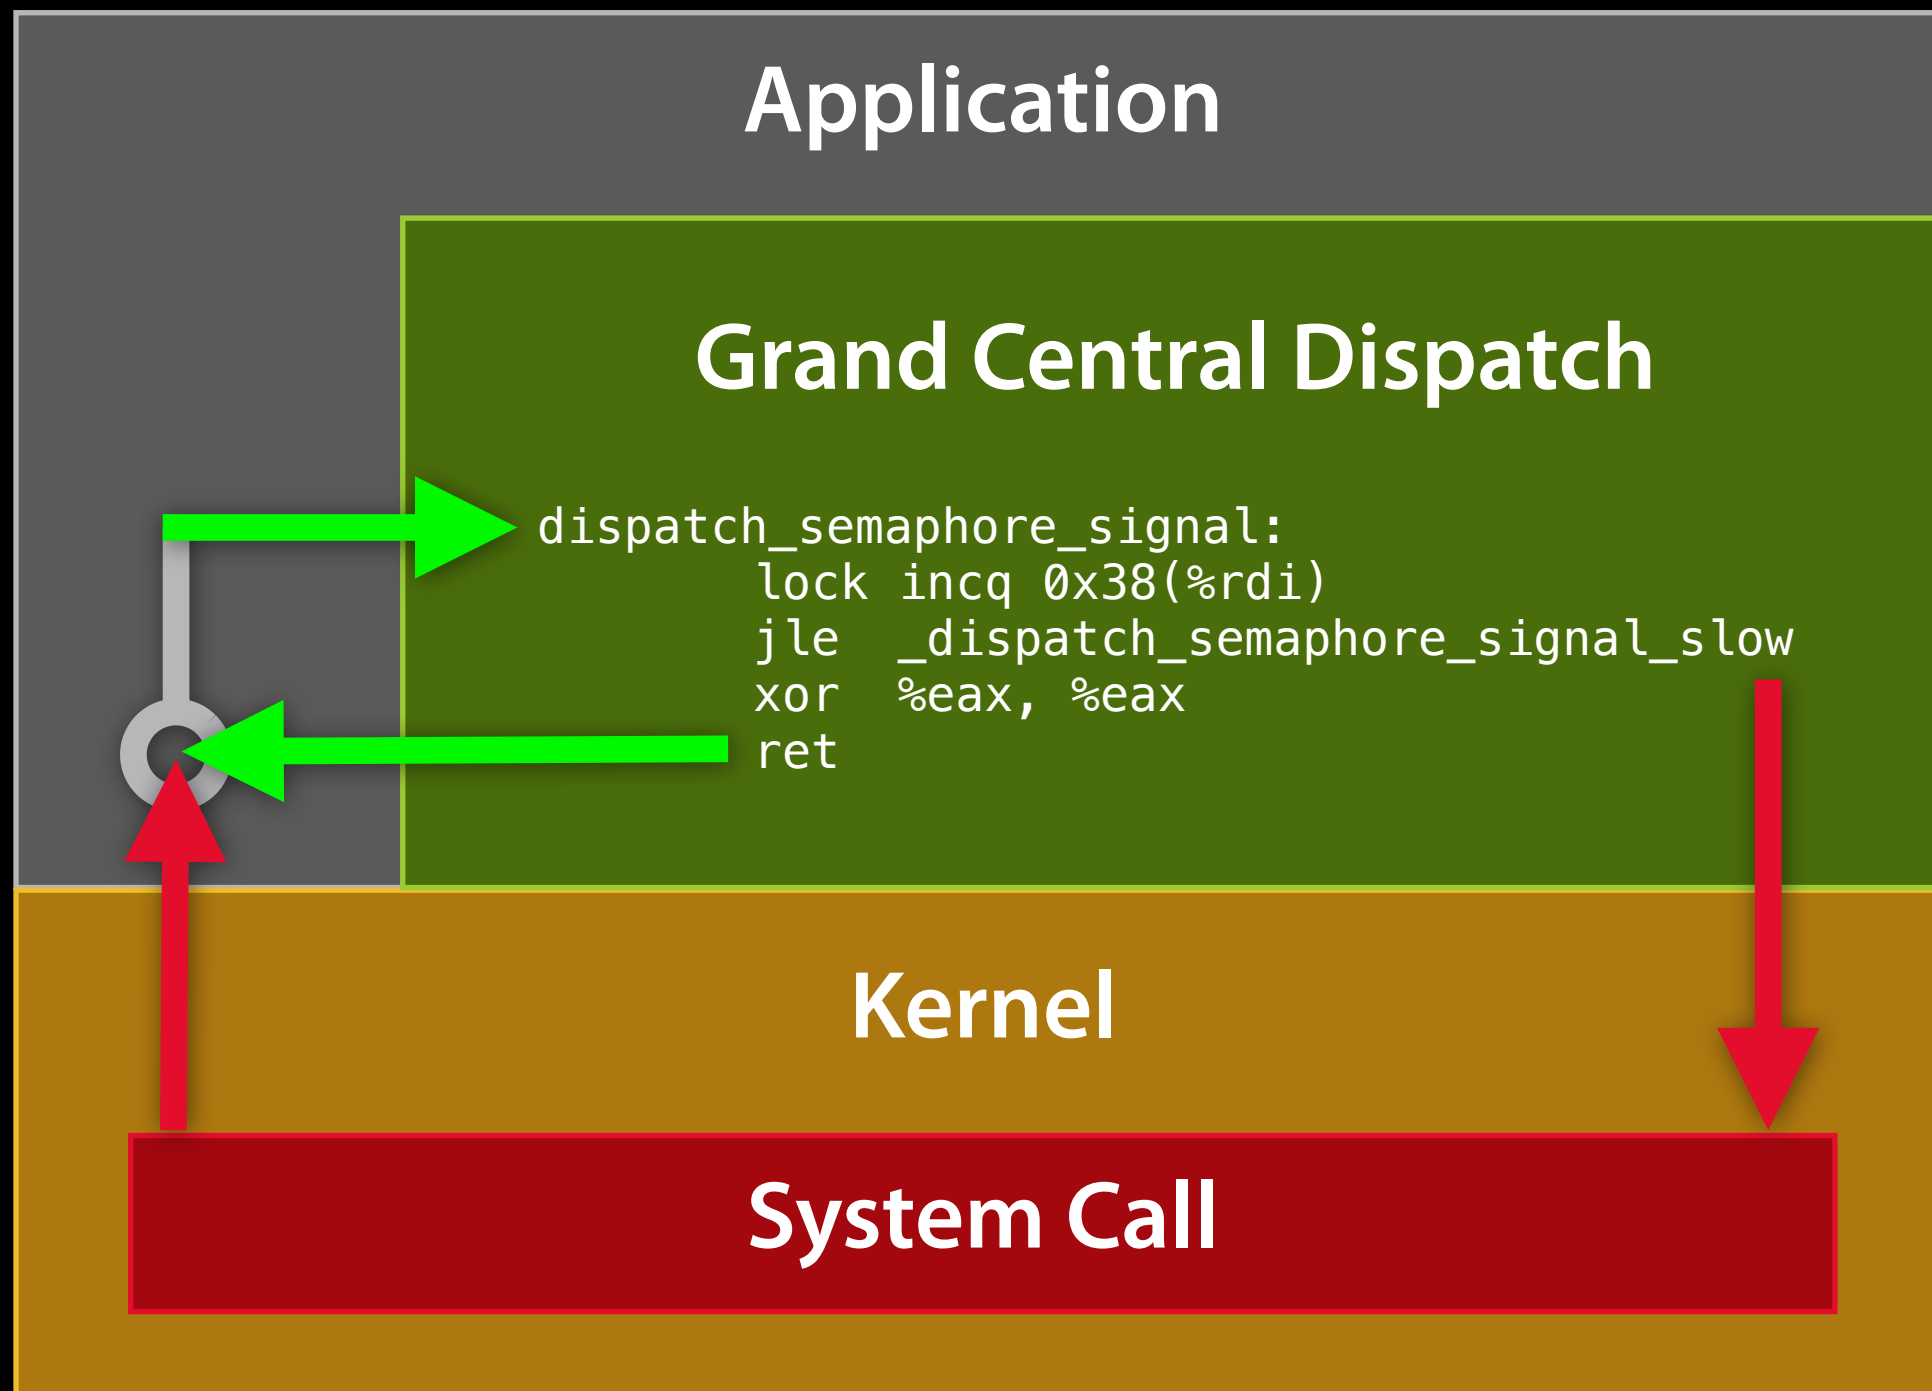 Application
Grand Central Dispatch
dispatch_semaphore_signal:
lock incq 0x38(%rdi)
jle _dispatch_semaphore_signal_slow
xor %eax, %eax
ret
Kernel
System Call